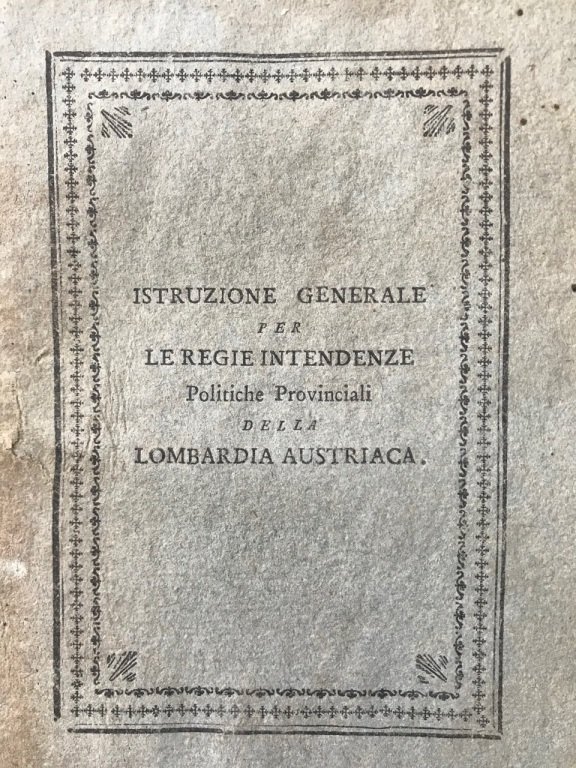 ISTRUZIONE GENERALE
PER
LE REGIE INTENDENZE
Politiche Provinciali
DELLA
LOMBARDIA AUSTRIACA.